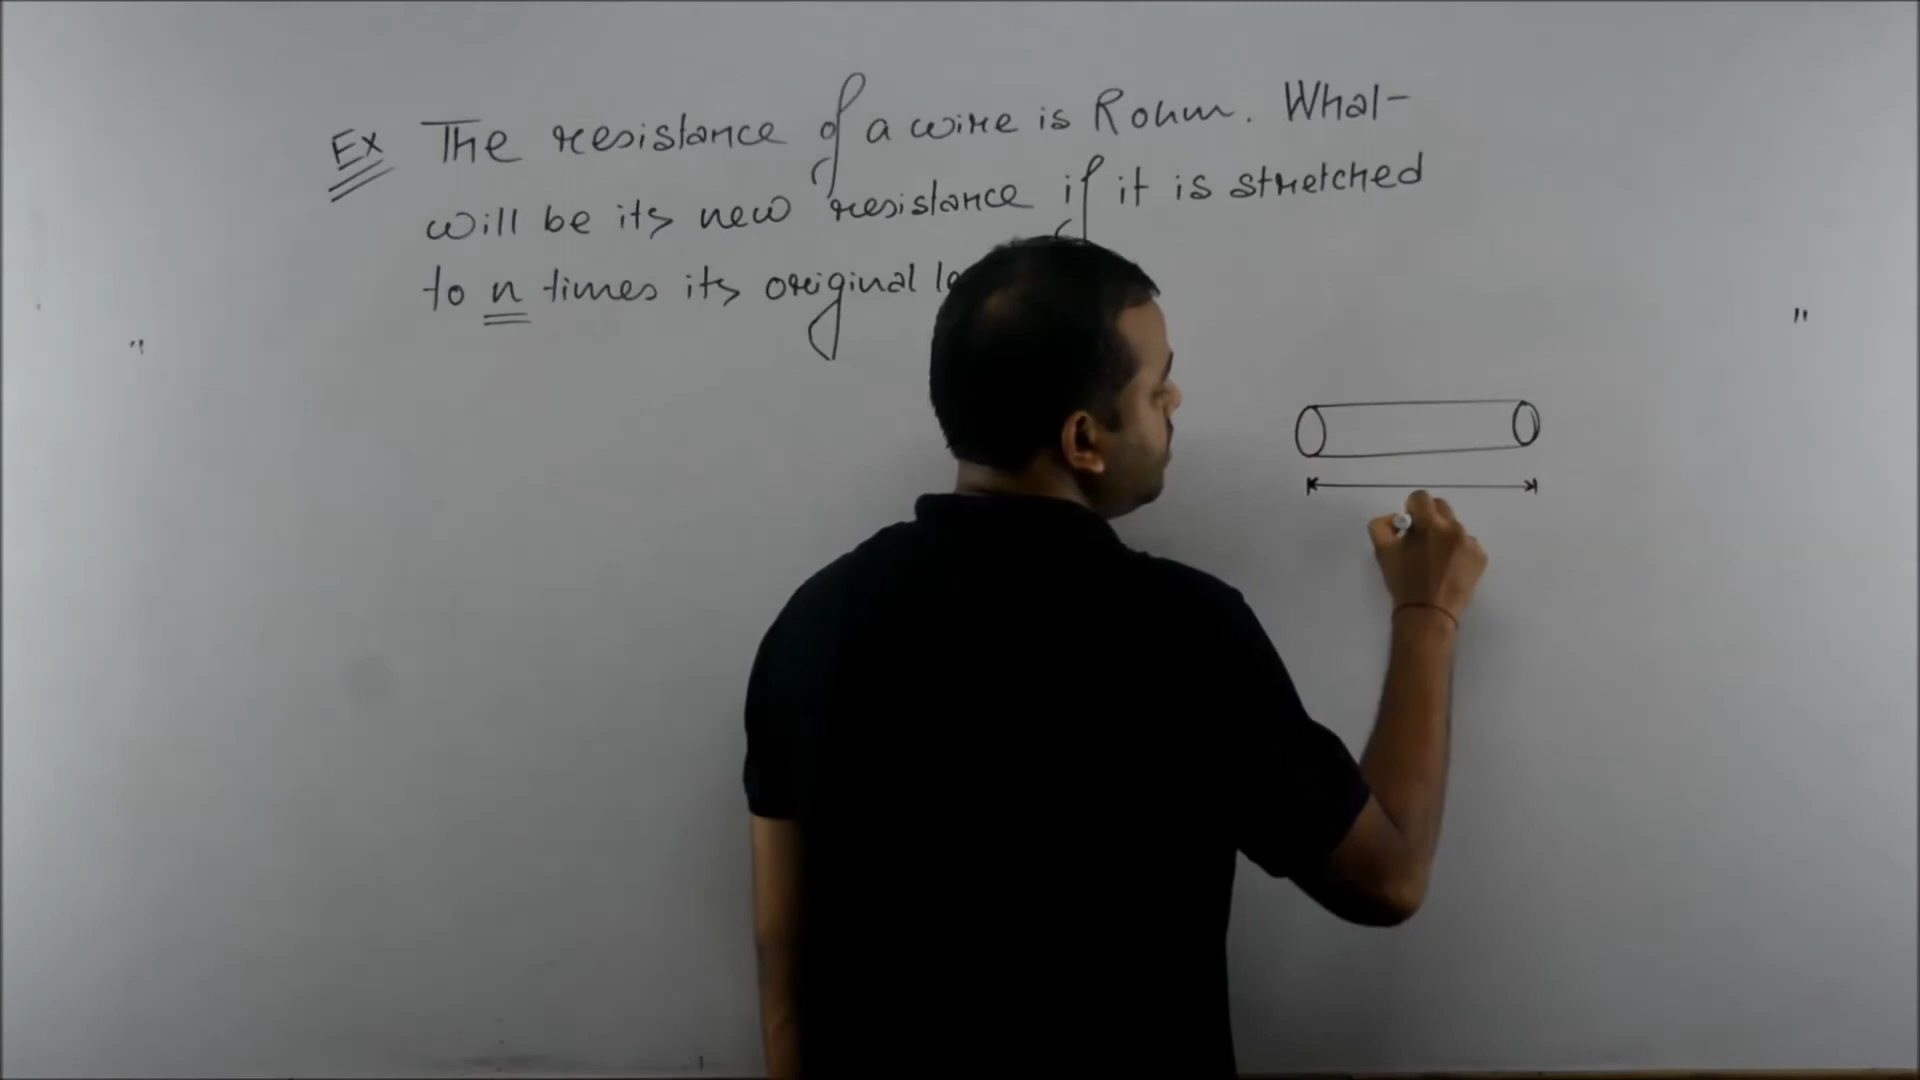 Ex The resistance of a wire is R ohm. What
will be its new resistance if it is stretched
to n times its original